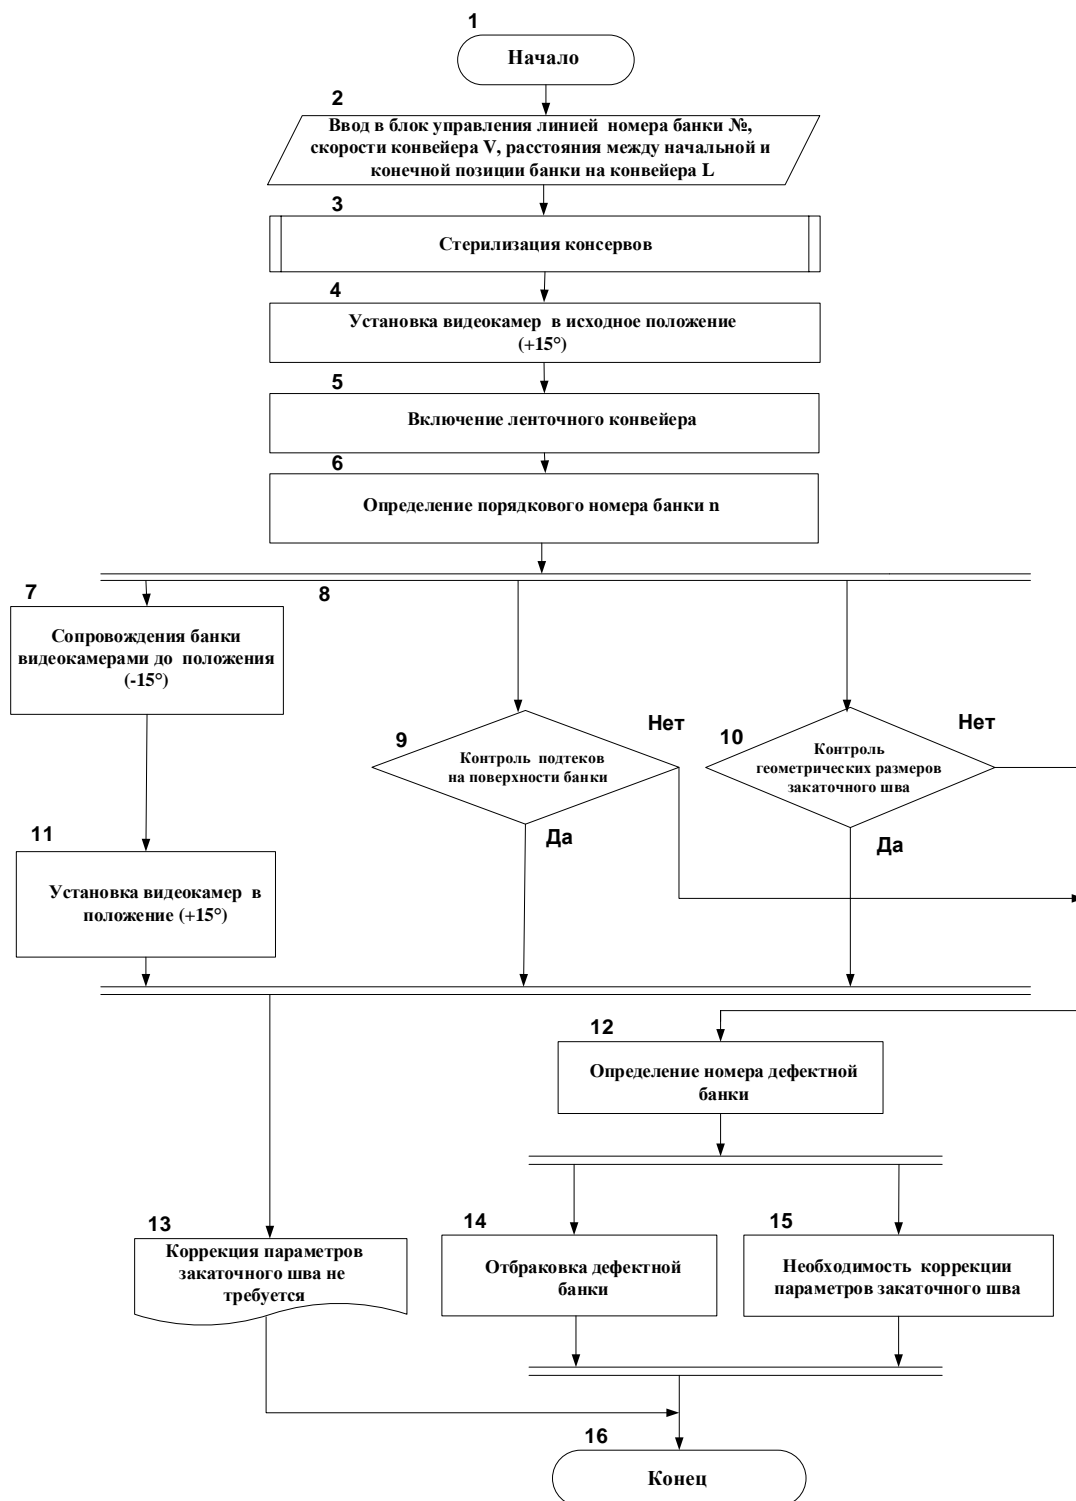 1
Начало
2
Ввод в блок управления линией номера банки №,
скорости конвейера V, расстояния между начальной и
конечной позиции банки на конвейера L
3
Стерилизация консервов
4
Установка видеокамер в исходное положение
(+15°)
5
Включение ленточного конвейера
6
Определение порядкового номера банки n
7
8
Сопровождения банки
видеокамерами до положения
(-15°)
9
Контроль подтеков
на поверхности банки
Нет
Да
10
Контроль
геометрических размеров
закаточного шва
Нет
Да
11
Установка видеокамер в
положение (+15°)
12
Определение номера дефектной
банки
13
Коррекция параметров
закаточного шва не
требуется
14
Отбраковка дефектной
банки
15
Необходимость коррекции
параметров закаточного шва
16
Конец